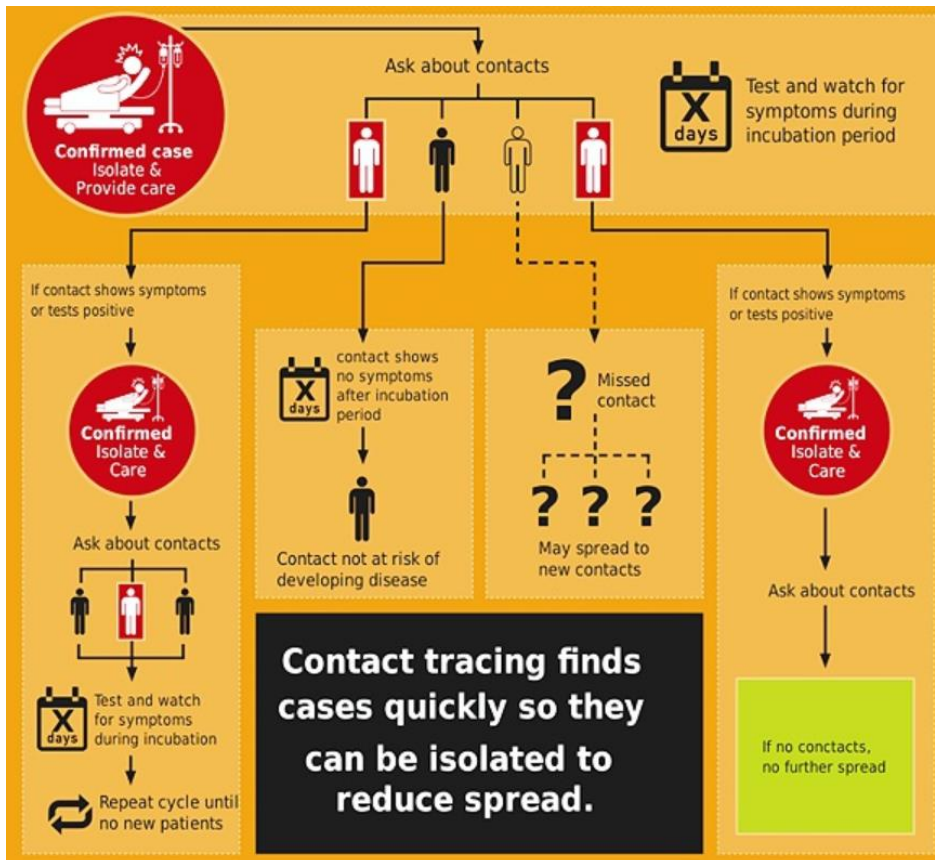 Confirmed case
Isolate &
Provide care
Ask about contacts
X
days
Test and watch for
symptoms during
incubation period
If contact shows symptoms
or tests positive
Confirmed
Isolate &
Care
Ask about contacts
X
days
Test and watch
for symptoms
during incubation
Repeat cycle until
no new patients
X
days
contact shows
no symptoms
after incubation
period
Contact not at risk of
developing disease
?
Missed
contact
? ? ?
May spread to
new contacts
Contact tracing finds
cases quickly so they
can be isolated to
reduce spread.
If contact shows symptoms
or tests positive
Confirmed
Isolate &
Care
Ask about contacts
If no conctacts,
no further spread